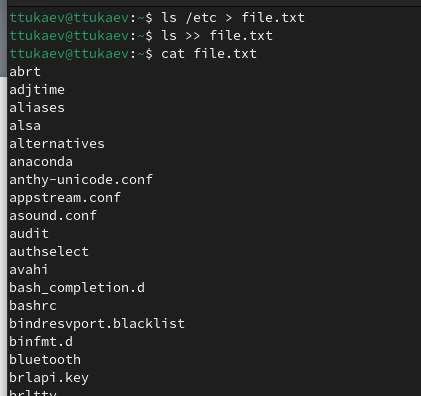 ttukaev@ttukaev:~$ ls /etc > file.txt
ttukaev@ttukaev:~$ ls >> file.txt
ttukaev@ttukaev:~$ cat file.txt
abrt
adjtime
aliases
alsa
alternatives
anaconda
anthy-unicode.conf
appstream.conf
asound.conf
audit
authselect
avahi
bash_completion.d
bashrc
bindresvport.blacklist
binfmt.d
bluetooth
brlapi.key
brltty